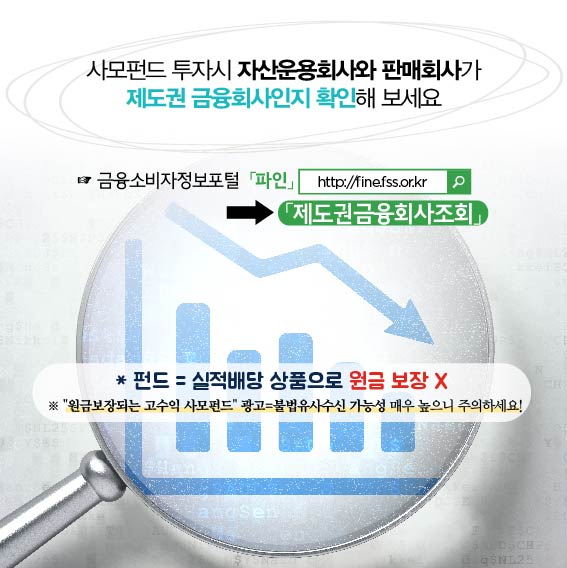 사모펀드 투자시 자산운용회사와 판매회사가
제도권 금융회사인지 확인해 보세요
☞ 금융소비자정보포털 「파인」 http://fine.fss.or.kr
「제도권금융회사조회」
* 펀드 = 실적배당 상품으로 원금 보장 X
※ "원금보장되는 고수익 사모펀드" 광고=불법유사수신 가능성 매우 높으니 주의하세요!